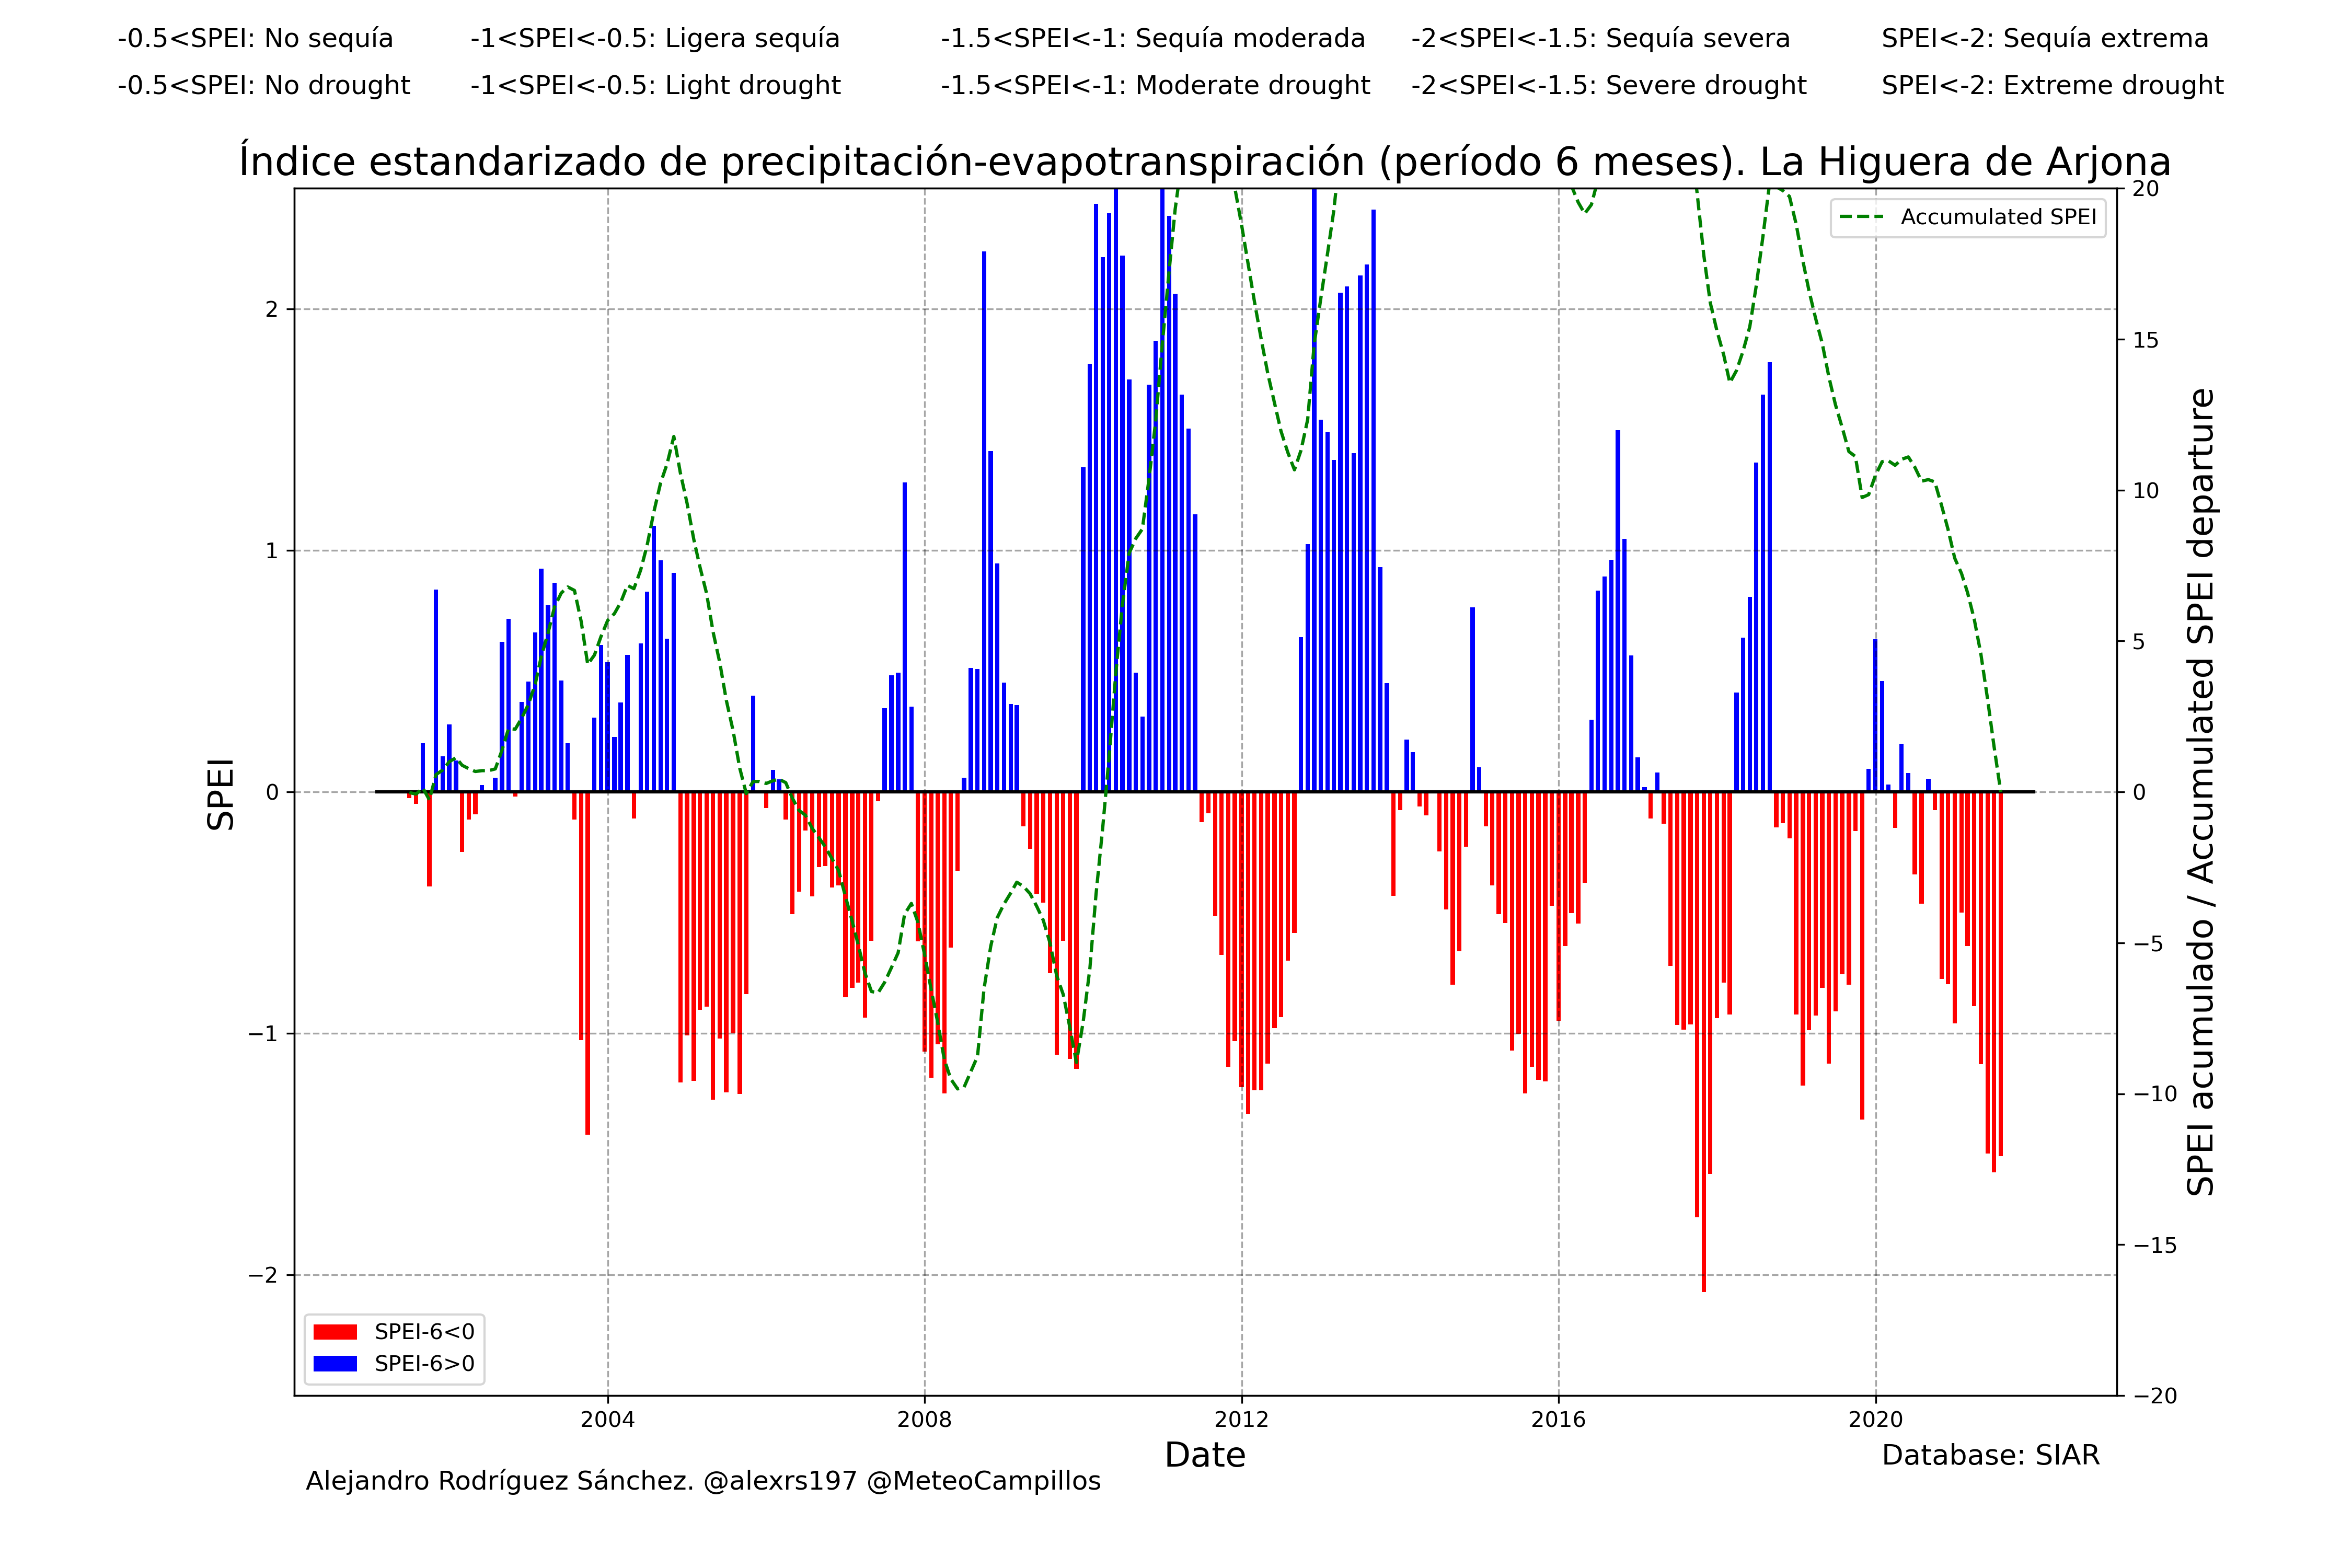 -0.5<SPEI: No sequía -1<SPEI<-0.5: Ligera sequía -1.5<SPEI<-1: Sequía moderada -2<SPEI<-1.5: Sequía severa SPEI<-2: Sequía extrema
-0.5<SPEI: No drought -1<SPEI<-0.5: Light drought -1.5<SPEI<-1: Moderate drought -2<SPEI<-1.5: Severe drought SPEI<-2: Extreme drought
Índice estandarizado de precipitación-evapotranspiración (período 6 meses). La Higuera de Arjona
Accumulated SPEI
SPEI
2
1
0
−1
−2
20
15
10
5
0
−5
−10
−15
−20
SPEI acumulado / Accumulated SPEI departure
SPEI-6<0
SPEI-6>0
2004 2008 2012 2016 2020
Date
Database: SIAR
Alejandro Rodríguez Sánchez. @alexrs197 @MeteoCampillos